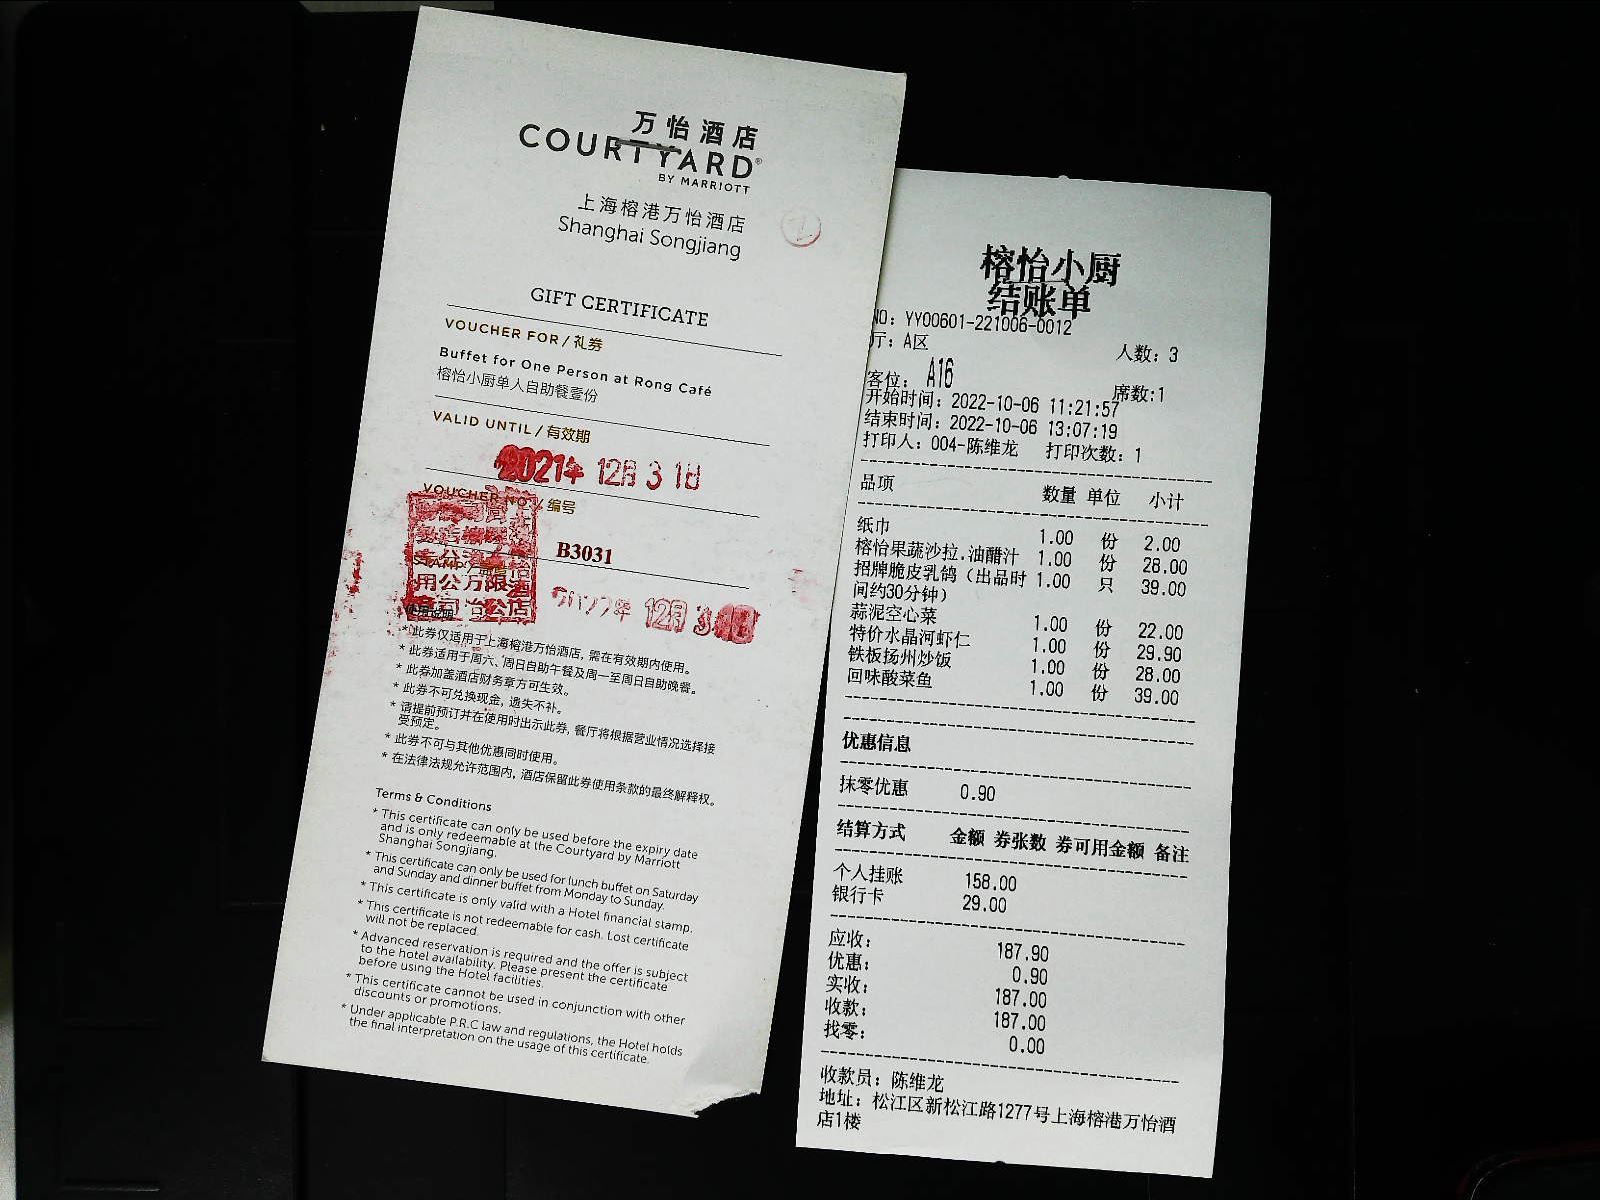 万怡酒店
COURTYARD®
BY MARRIOTT
上海榕港万怡酒店
Shanghai Songjiang
GIFT CERTIFICATE
VOUCHER FOR / 礼券
Buffet for One Person at Rong Café
榕怡小厨单人自助餐壹份
VALID UNTIL / 有效期
2021年 12月 31日
VOUCHER NO. / 编号
B3031
STAMP / 盖章
2022年 12月 3
* 此券仅适用于上海榕港万怡酒店, 需在有效期内使用。
* 此券适用于周六、周日自助午餐及周一至周日自助晚餐。
* 此券加盖酒店财务章方可生效。
* 此券不可兑换现金, 遗失不补。
* 请提前预订并在使用时出示此券, 餐厅将根据营业情况选择接
受预定。
* 此券不可与其他优惠同时使用。
* 在法律法规允许范围内, 酒店保留此券使用条款的最终解释权。
Terms & Conditions
* This certificate can only be used before the expiry date
and is only redeemable at the Courtyard by Marriott
Shanghai Songjiang.
* This certificate can only be used for lunch buffet on Saturday
and Sunday and dinner buffet from Monday to Sunday.
* This certificate is only valid with a Hotel financial stamp.
* This certificate is not redeemable for cash. Lost certificate
will not be replaced.
* Advanced reservation is required and the offer is subject
to the hotel availability. Please present the certificate
before using the Hotel facilities.
* This certificate cannot be used in conjunction with other
discounts or promotions.
* Under applicable P.R.C law and regulations, the Hotel holds
the final interpretation on the usage of this certificate.
榕怡小厨
结账单
NO: YY00601-221006-0012
厅: A区 人数: 3
客位: A16 席数:1
开始时间: 2022-10-06 11:21:57
结束时间: 2022-10-06 13:07:19
打印人: 004-陈维龙 打印次数: 1
品项 数量 单位 小计
纸巾 1.00 份 2.00
榕怡果蔬沙拉.油醋汁 1.00 份 28.00
招牌脆皮乳鸽（出品时 1.00 只 39.00
间约30分钟）
蒜泥空心菜 1.00 份 22.00
特价水晶河虾仁 1.00 份 29.90
铁板扬州炒饭 1.00 份 28.00
回味酸菜鱼 1.00 份 39.00
优惠信息
抹零优惠 0.90
结算方式 金额 券张数 券可用金额 备注
个人挂账 158.00
银行卡 29.00
应收: 187.90
优惠: 0.90
实收: 187.00
收款: 187.00
找零: 0.00
收款员: 陈维龙
地址: 松江区新松江路1277号上海榕港万怡酒
店1楼